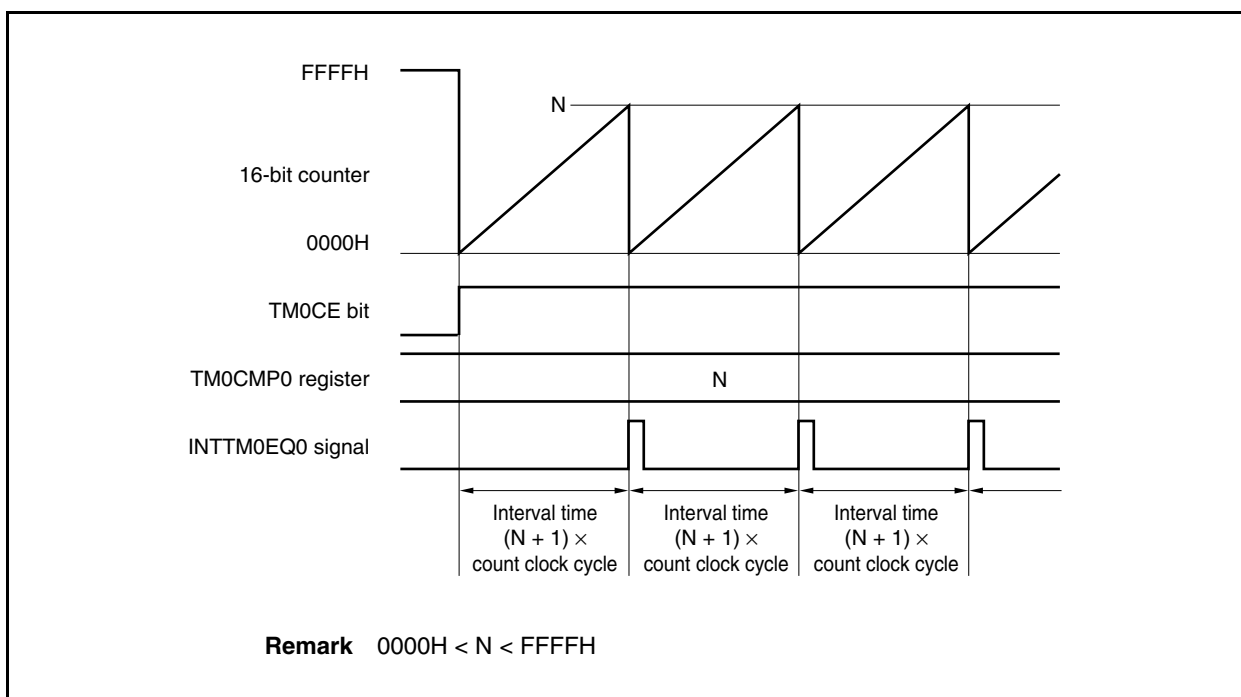 FFFFH
N
16-bit counter
0000H
TM0CE bit
TM0CMP0 register
N
INTTM0EQ0 signal
Interval time
(N + 1) ×
count clock cycle
Interval time
(N + 1) ×
count clock cycle
Interval time
(N + 1) ×
count clock cycle
Remark 0000H < N < FFFFH